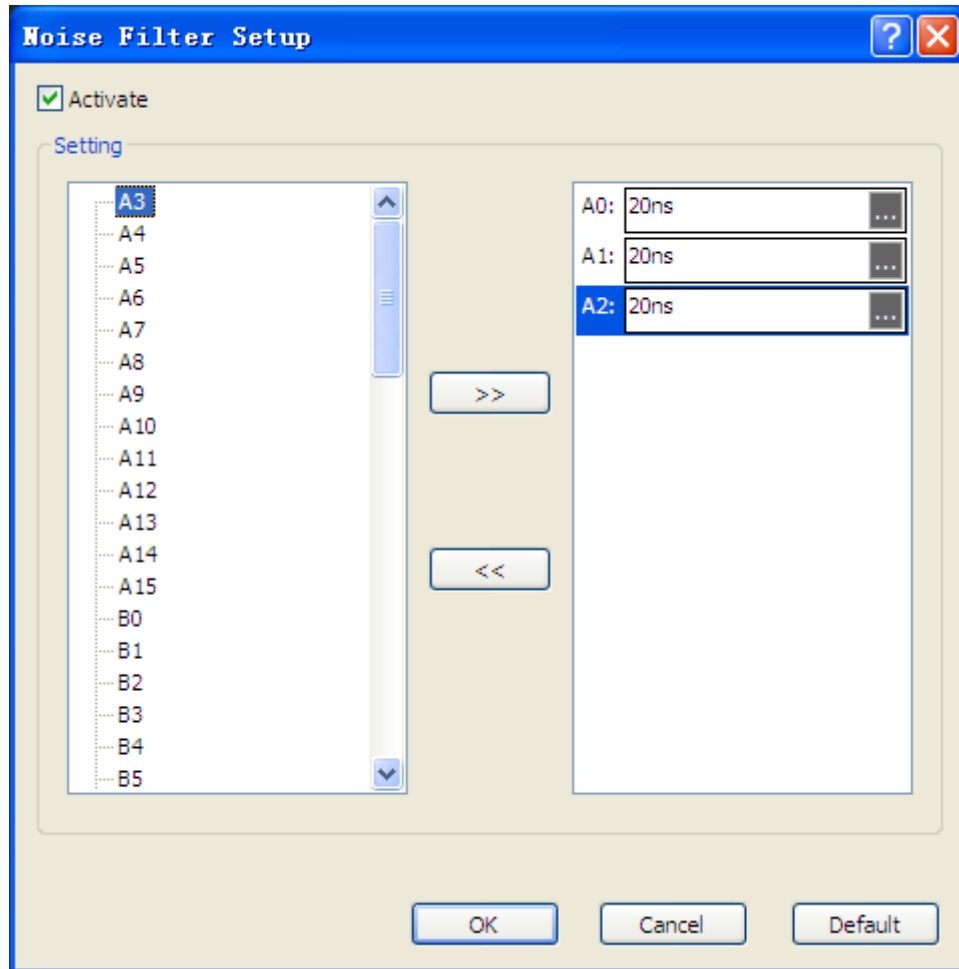 Noise Filter Setup
Activate
Setting
A3
A4
A5
A6
A7
A8
A9
A10
A11
A12
A13
A14
A15
B0
B1
B2
B3
B4
B5
>>
<<
A0: 20ns ...
A1: 20ns ...
A2: 20ns ...
OK Cancel Default